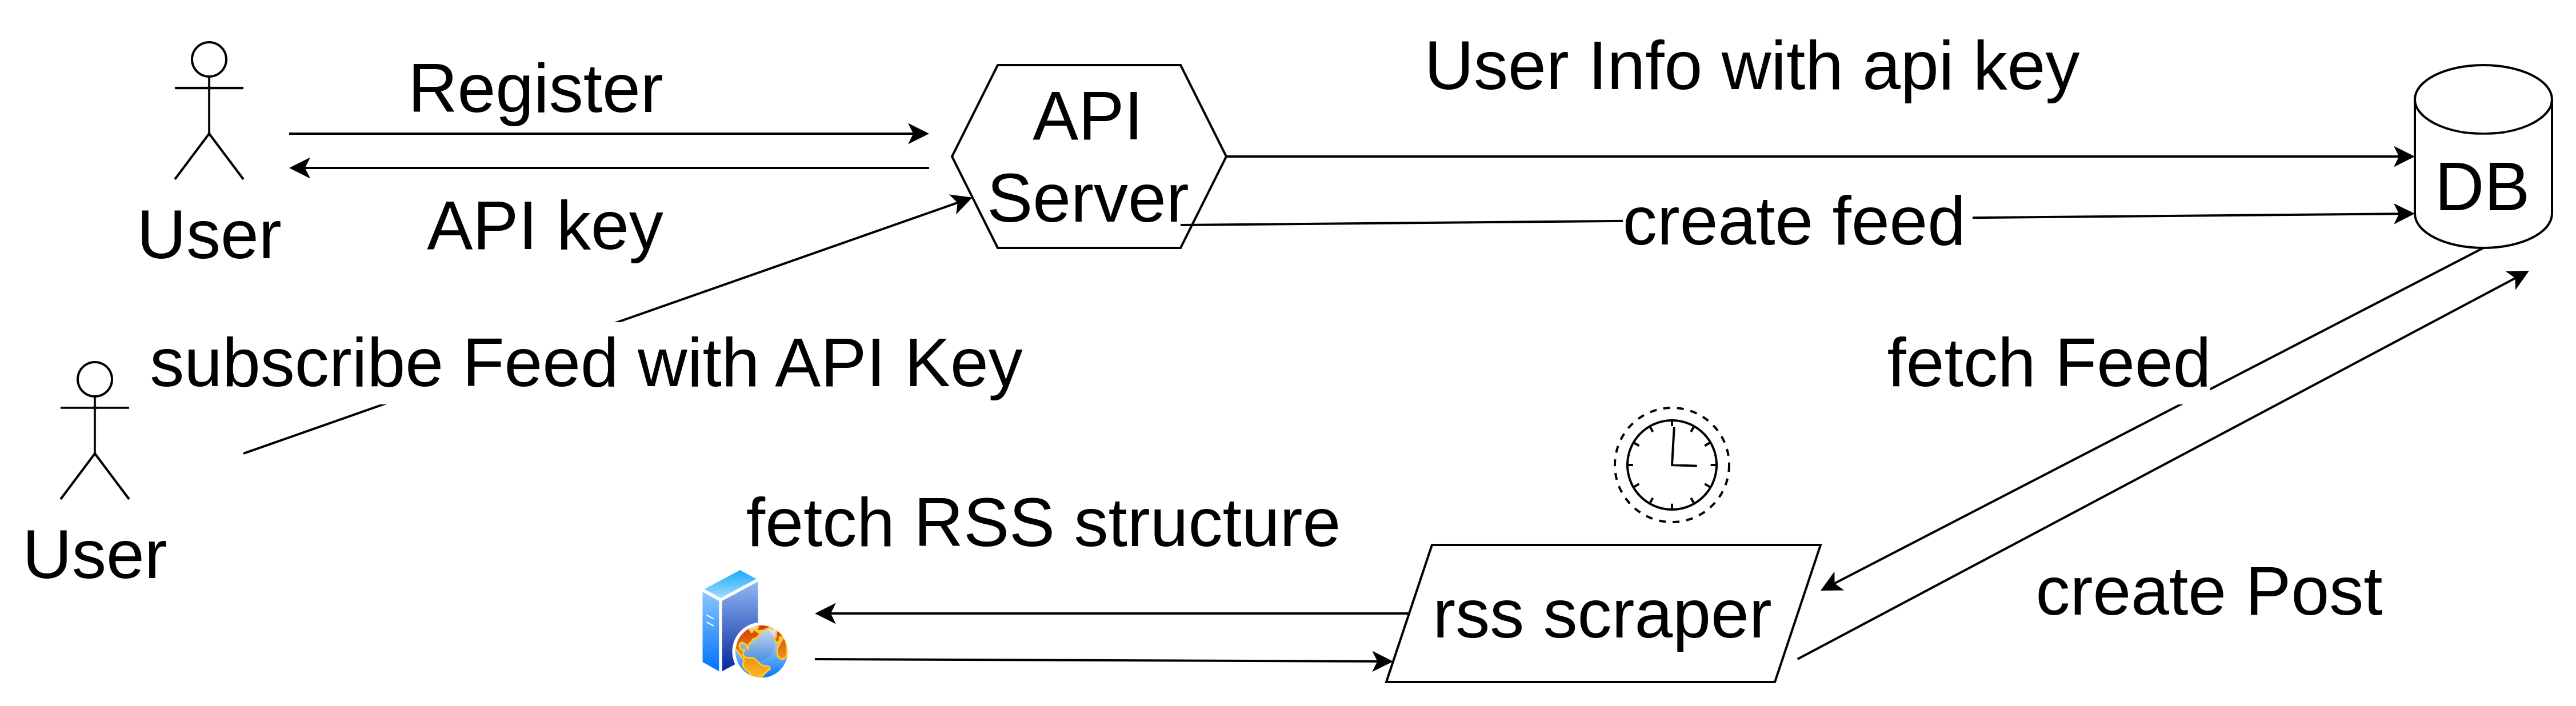 Register
API key
User
API
Server
User Info with api key
create feed
DB
subscribe Feed with API Key
User
fetch Feed
fetch RSS structure
rss scraper
create Post